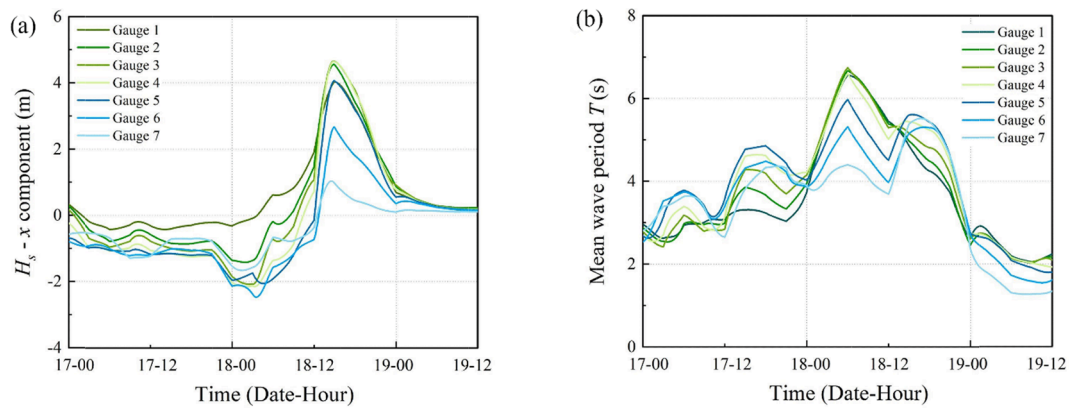 (a)
6
4
2
0
-2
-4
Hs - x component (m)
Gauge 1
Gauge 2
Gauge 3
Gauge 4
Gauge 5
Gauge 6
Gauge 7
17-00 17-12 18-00 18-12 19-00 19-12
Time (Date-Hour)
(b)
8
6
4
2
0
Mean wave period T (s)
Gauge 1
Gauge 2
Gauge 3
Gauge 4
Gauge 5
Gauge 6
Gauge 7
17-00 17-12 18-00 18-12 19-00 19-12
Time (Date-Hour)